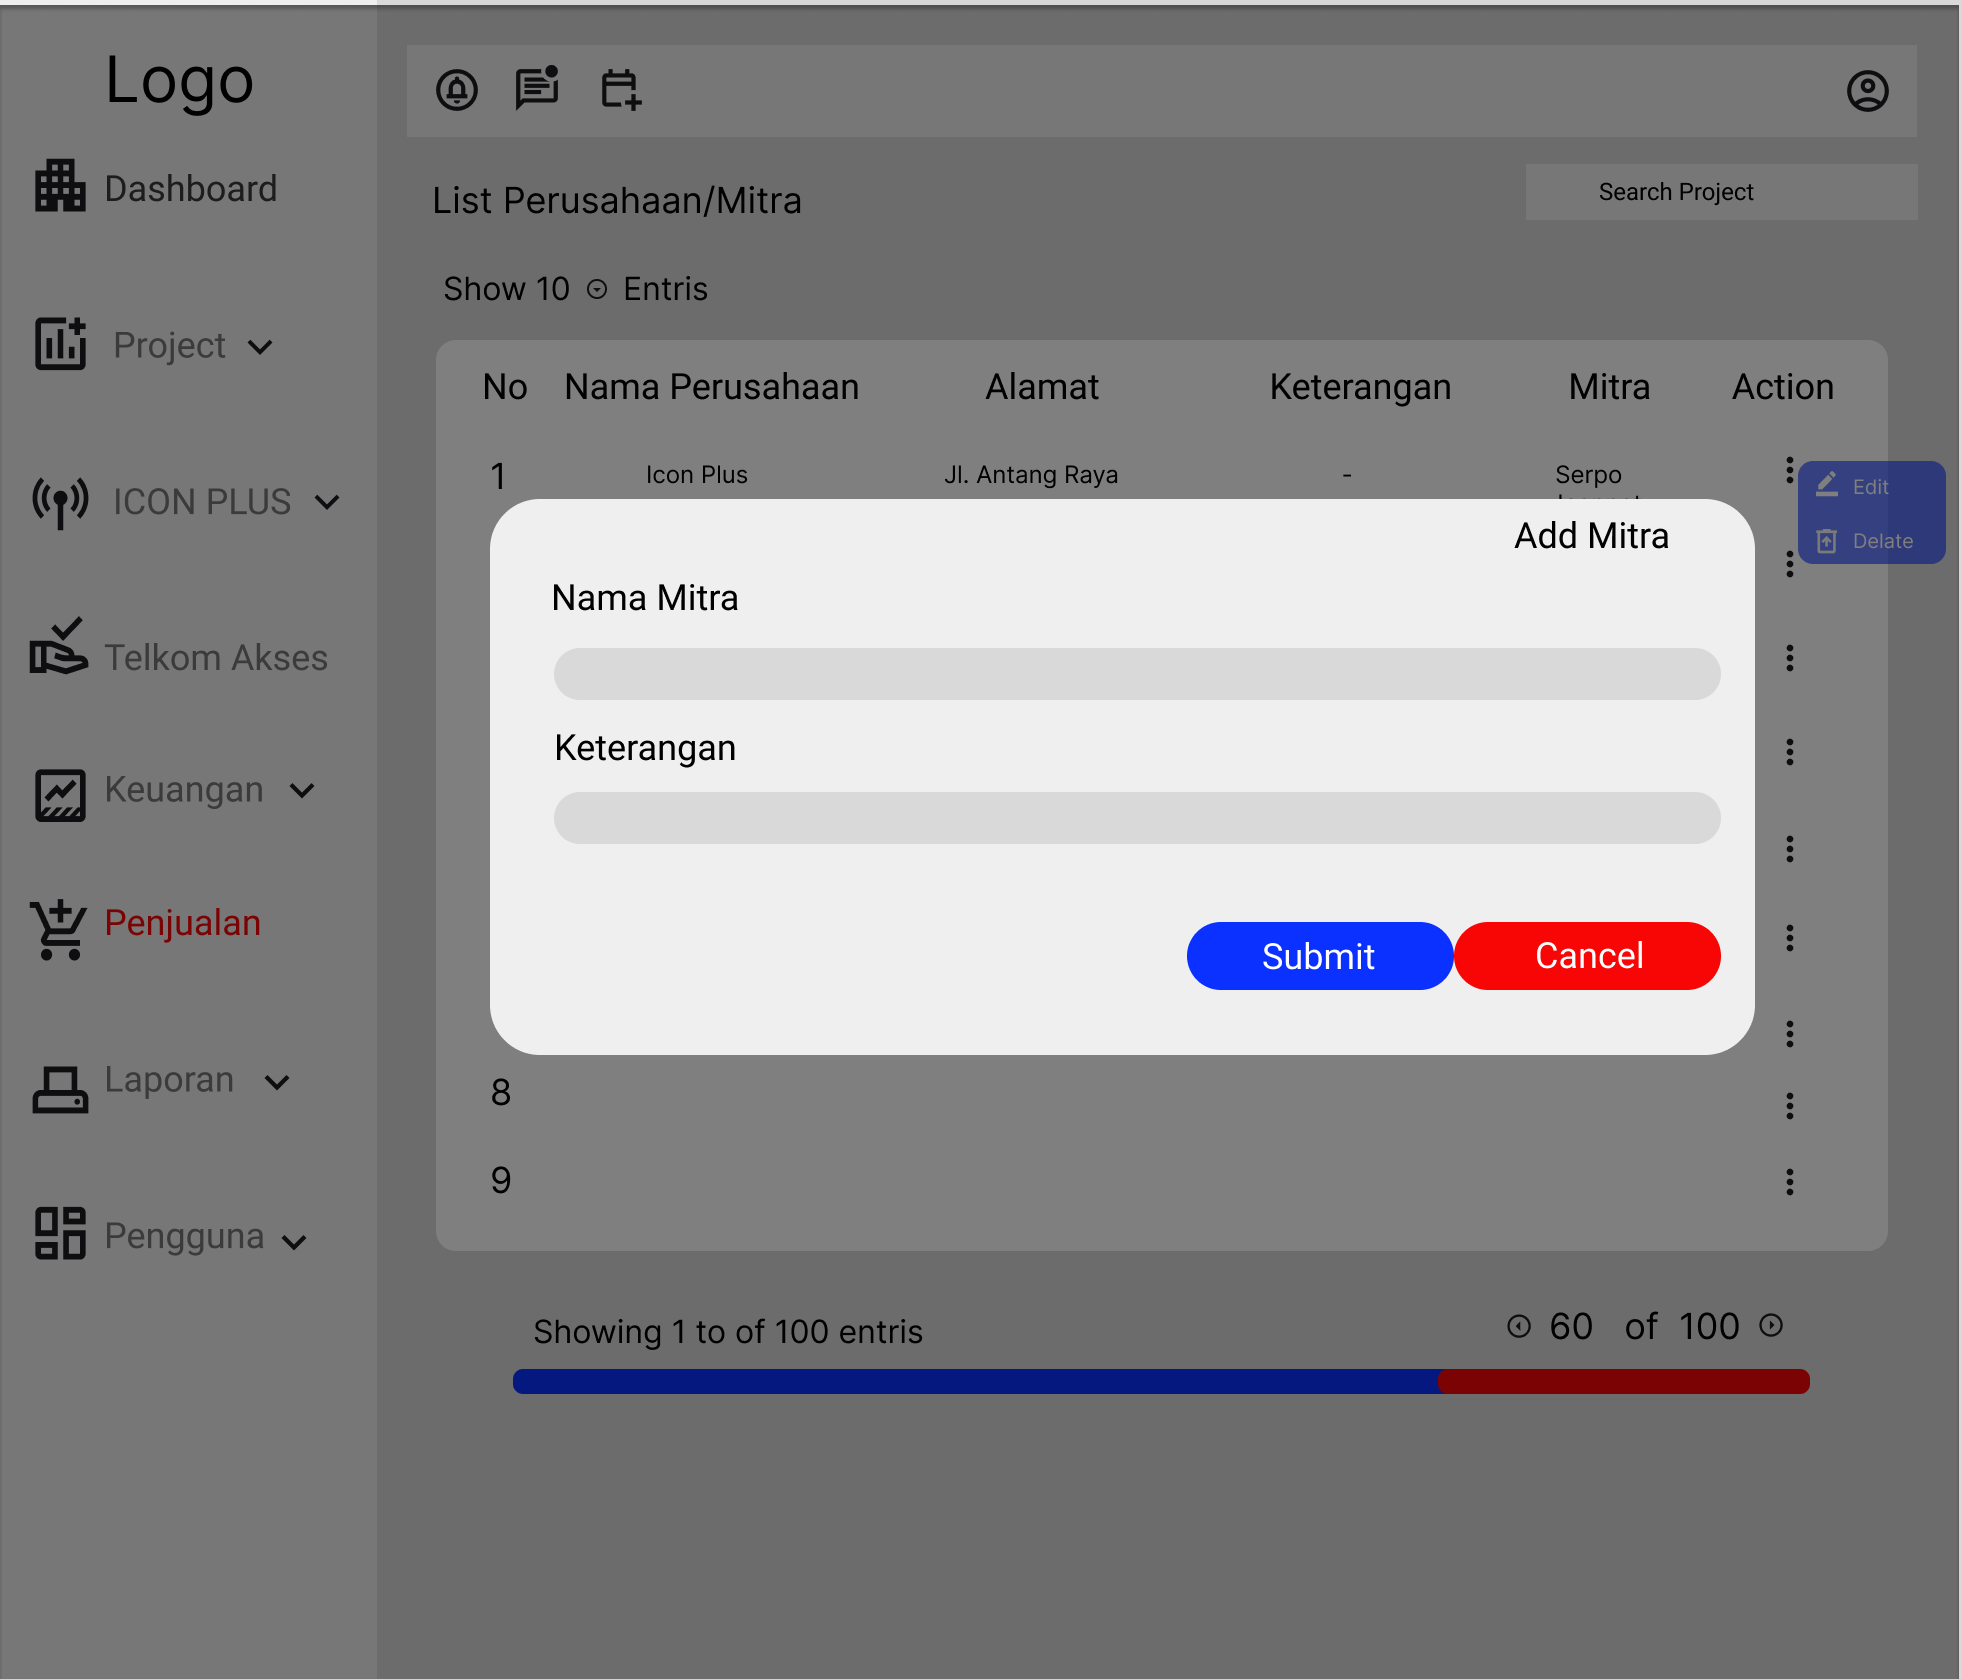 Logo
Dashboard
Project
ICON PLUS
Telkom Akses
Keuangan
Penjualan
Laporan
Pengguna
List Perusahaan/Mitra
Search Project
Show 10 Entris
No Nama Perusahaan Alamat Keterangan Mitra Action
1 Icon Plus Jl. Antang Raya - Serpo
Edit
Delate
Add Mitra
Nama Mitra
Keterangan
Submit Cancel
8
9
Showing 1 to of 100 entris
60 of 100